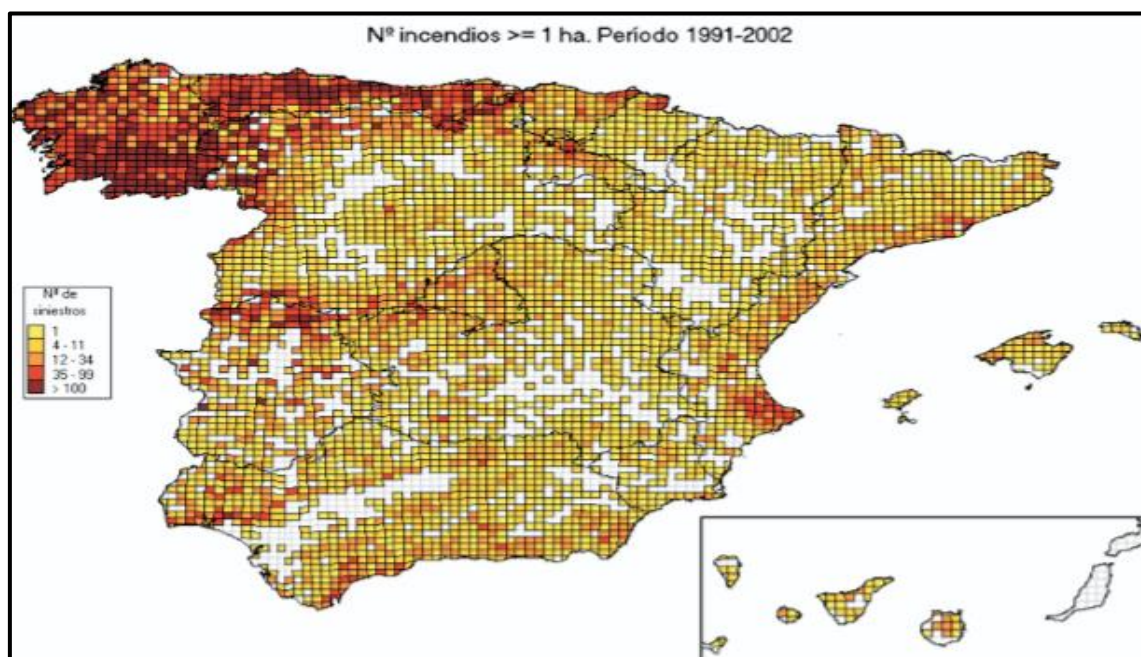 Nº incendios >= 1 ha. Período 1991-2002
Nº de
siniestros
1
4 - 11
12 - 34
35 - 99
> 100